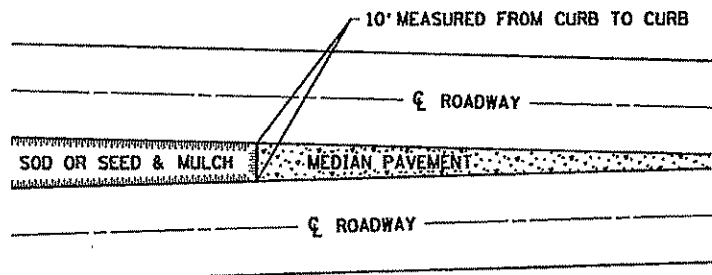 10' MEASURED FROM CURB TO CURB
℄ ROADWAY
SOD OR SEED & MULCH MEDIAN PAVEMENT
℄ ROADWAY